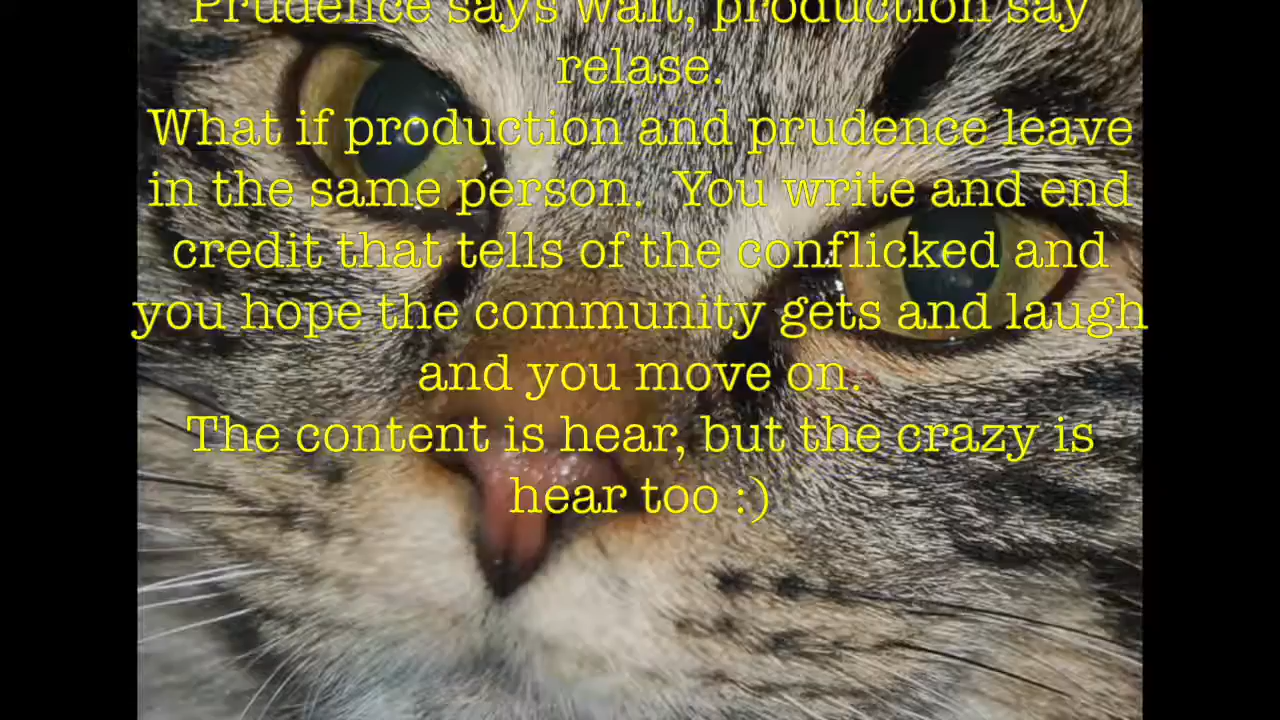 Prudence says wait, production say
relase.
What if production and prudence leave
in the same person. You write and end
credit that tells of the conflicked and
you hope the community gets and laugh
and you move on.
The content is hear, but the crazy is
hear too :)